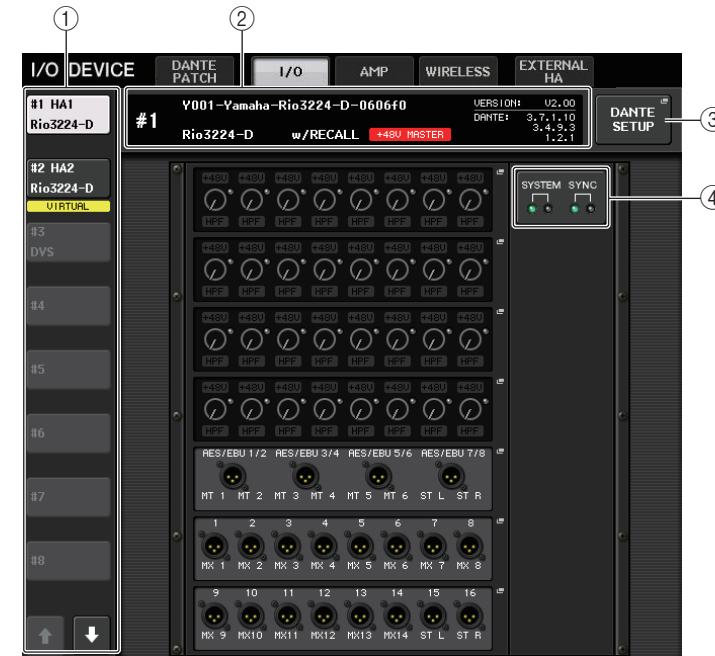 ① ② ③ ④
I/O DEVICE
DANTE PATCH
I/O
AMP
WIRELESS
EXTERNAL HA
#1 HA1
Rio3224-D
#2 HA2
Rio3224-D
VIRTUAL
#3
DVS
#4
#5
#6
#7
#8
#1
Y001-Yamaha-Rio3224-D-0606f0
Rio3224-D w/RECALL +48V MASTER
VERSION: V2.00
DANTE: 3.7.1.10
3.4.9.3
1.2.1
DANTE
SETUP
SYSTEM SYNC
+48V +48V +48V +48V +48V +48V +48V +48V
HPF HPF HPF HPF HPF HPF HPF HPF
+48V +48V +48V +48V +48V +48V +48V +48V
HPF HPF HPF HPF HPF HPF HPF HPF
+48V +48V +48V +48V +48V +48V +48V +48V
HPF HPF HPF HPF HPF HPF HPF HPF
+48V +48V +48V +48V +48V +48V +48V +48V
HPF HPF HPF HPF HPF HPF HPF HPF
AES/EBU 1/2 AES/EBU 3/4 AES/EBU 5/6 AES/EBU 7/8
MT 1 MT 2 MT 3 MT 4 MT 5 MT 6 ST L ST R
1 2 3 4 5 6 7 8
MX 1 MX 2 MX 3 MX 4 MX 5 MX 6 MX 7 MX 8
9 10 11 12 13 14 15 16
MX 9 MX10 MX11 MX12 MX13 MX14 ST L ST R